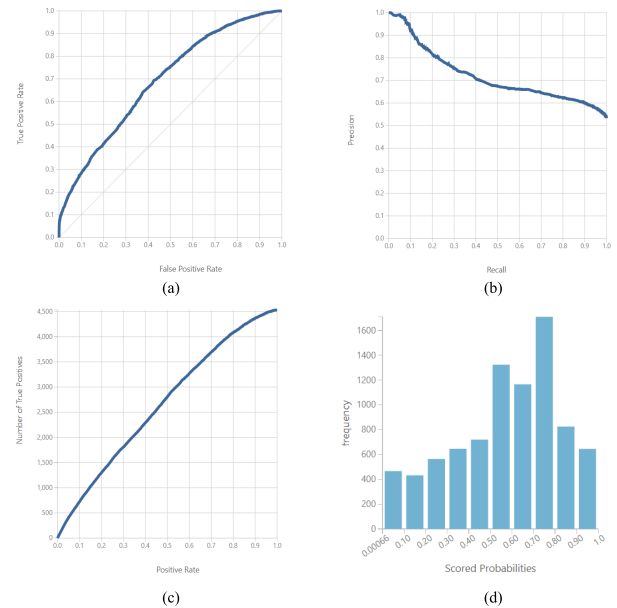 1.0
0.9
0.8
0.7
0.6
0.5
0.4
0.3
0.2
0.1
0.0
True Positive Rate
0.0 0.1 0.2 0.3 0.4 0.5 0.6 0.7 0.8 0.9 1.0
False Positive Rate
(a)
1.0
0.9
0.8
0.7
0.6
0.5
0.4
0.3
0.2
0.1
0.0
Precision
0.0 0.1 0.2 0.3 0.4 0.5 0.6 0.7 0.8 0.9 1.0
Recall
(b)
4,500
4,000
3,500
3,000
2,500
2,000
1,500
1,000
500
0
Number of True Positives
0.0 0.1 0.2 0.3 0.4 0.5 0.6 0.7 0.8 0.9 1.0
Positive Rate
(c)
1600
1400
1200
1000
800
600
400
200
0
frequency
0.00066 0.10 0.20 0.30 0.40 0.50 0.60 0.70 0.80 0.90 1.0
Scored Probabilities
(d)